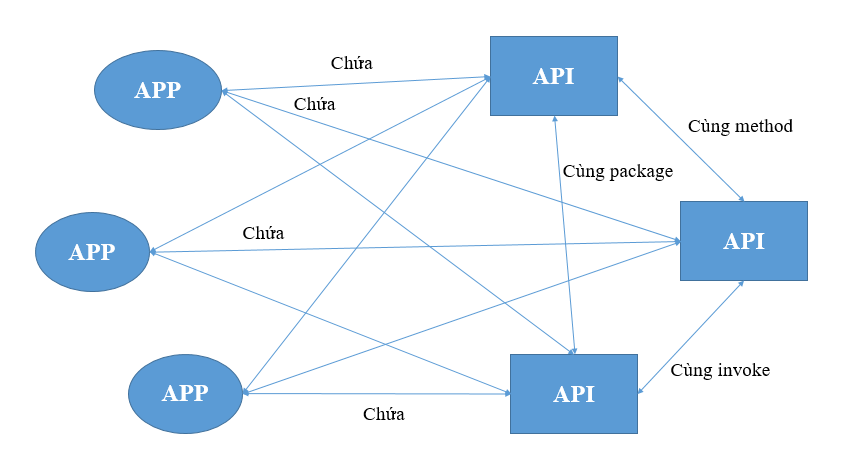 Chứa
APP
API
Chứa
Cùng method
Cùng package
Chứa
APP
API
Cùng invoke
APP
API
Chứa